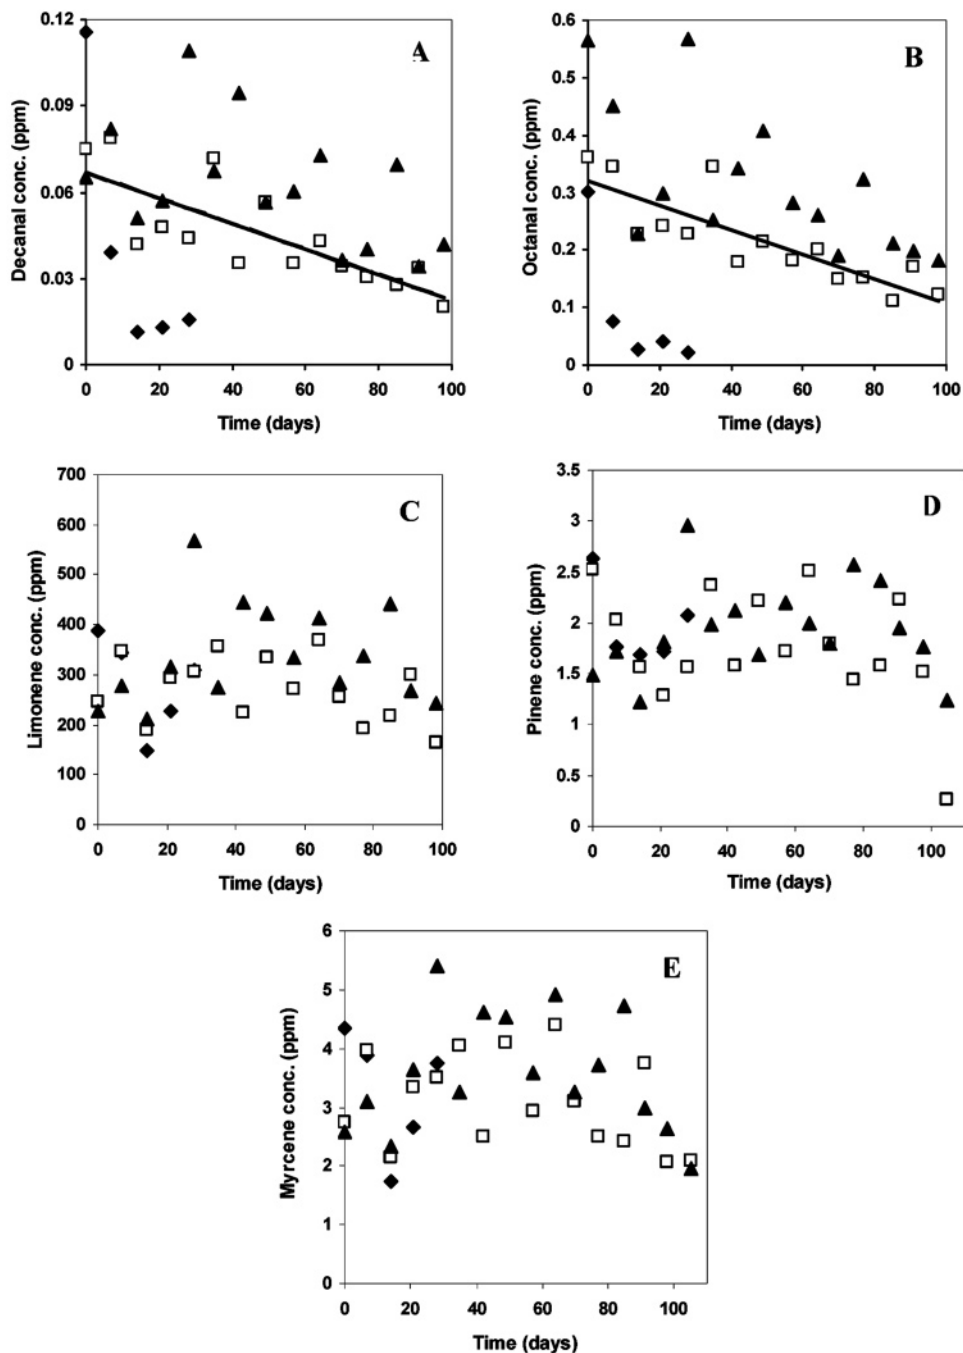 A
Decanal conc. (ppm)
0.12
0.09
0.06
0.03
0
0 20 40 60 80 100
Time (days)
B
Octanal conc. (ppm)
0.6
0.5
0.4
0.3
0.2
0.1
0
0 20 40 60 80 100
Time (days)
C
Limonene conc. (ppm)
700
600
500
400
300
200
100
0
0 20 40 60 80 100
Time (days)
D
Pinene conc. (ppm)
3.5
3
2.5
2
1.5
1
0.5
0
0 20 40 60 80 100
Time (days)
E
Myrcene conc. (ppm)
6
5
4
3
2
1
0
0 20 40 60 80 100
Time (days)